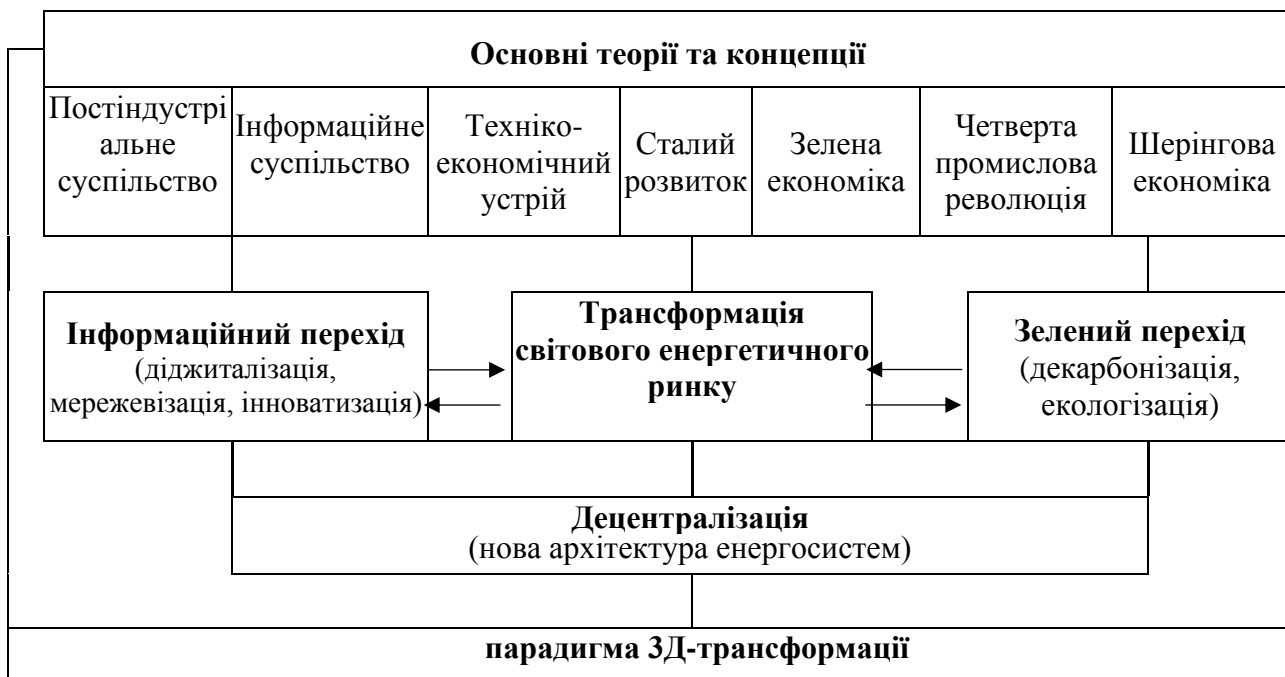 Основні теорії та концепції
Постіндустрі
альне
суспільство
Інформаційне
суспільство
Техніко-
економічний
устрій
Сталий
розвиток
Зелена
економіка
Четверта
промислова
революція
Шерінгова
економіка
Інформаційний перехід
(діджиталізація,
мережевізація, інноватизація)
Трансформація
світового енергетичного
ринку
Зелений перехід
(декарбонізація,
екологізація)
Децентралізація
(нова архітектура енергосистем)
парадигма 3Д-трансформації